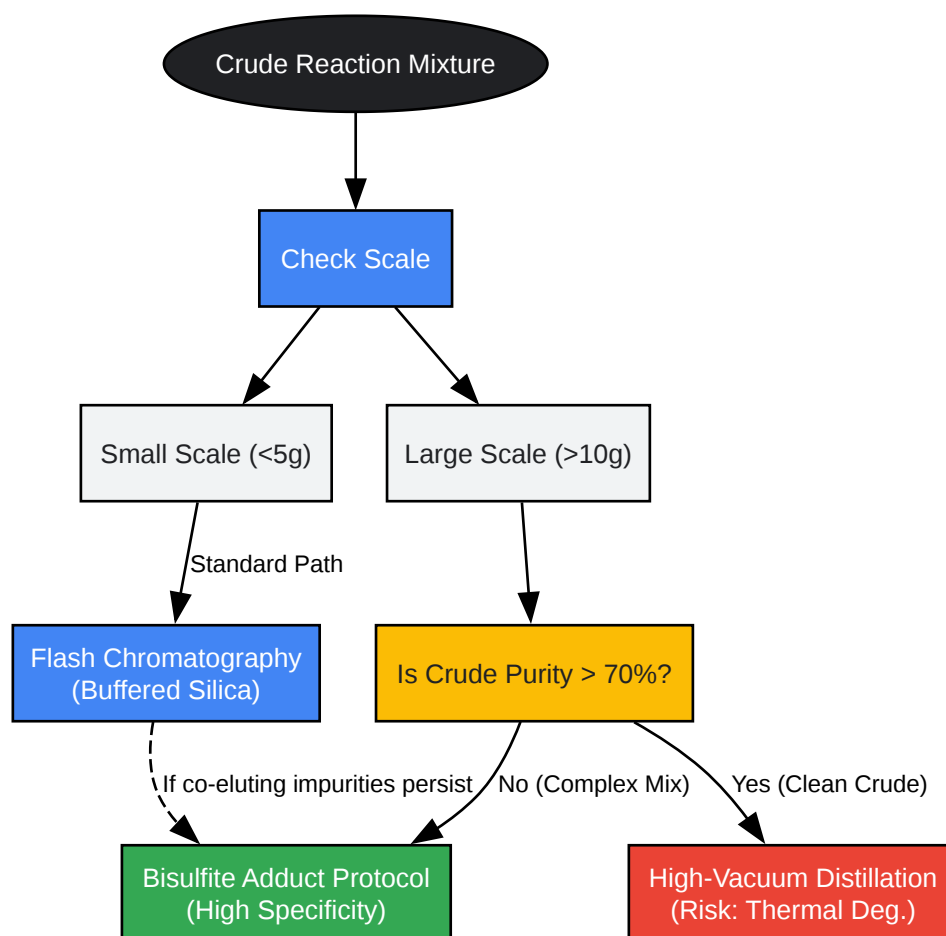 Crude Reaction Mixture
Check Scale
Small Scale (<5g)
Large Scale (>10g)
Standard Path
Flash Chromatography
(Buffered Silica)
Is Crude Purity > 70%?
If co-eluting impurities persist
No (Complex Mix)
Yes (Clean Crude)
Bisulfite Adduct Protocol
(High Specificity)
High-Vacuum Distillation
(Risk: Thermal Deg.)